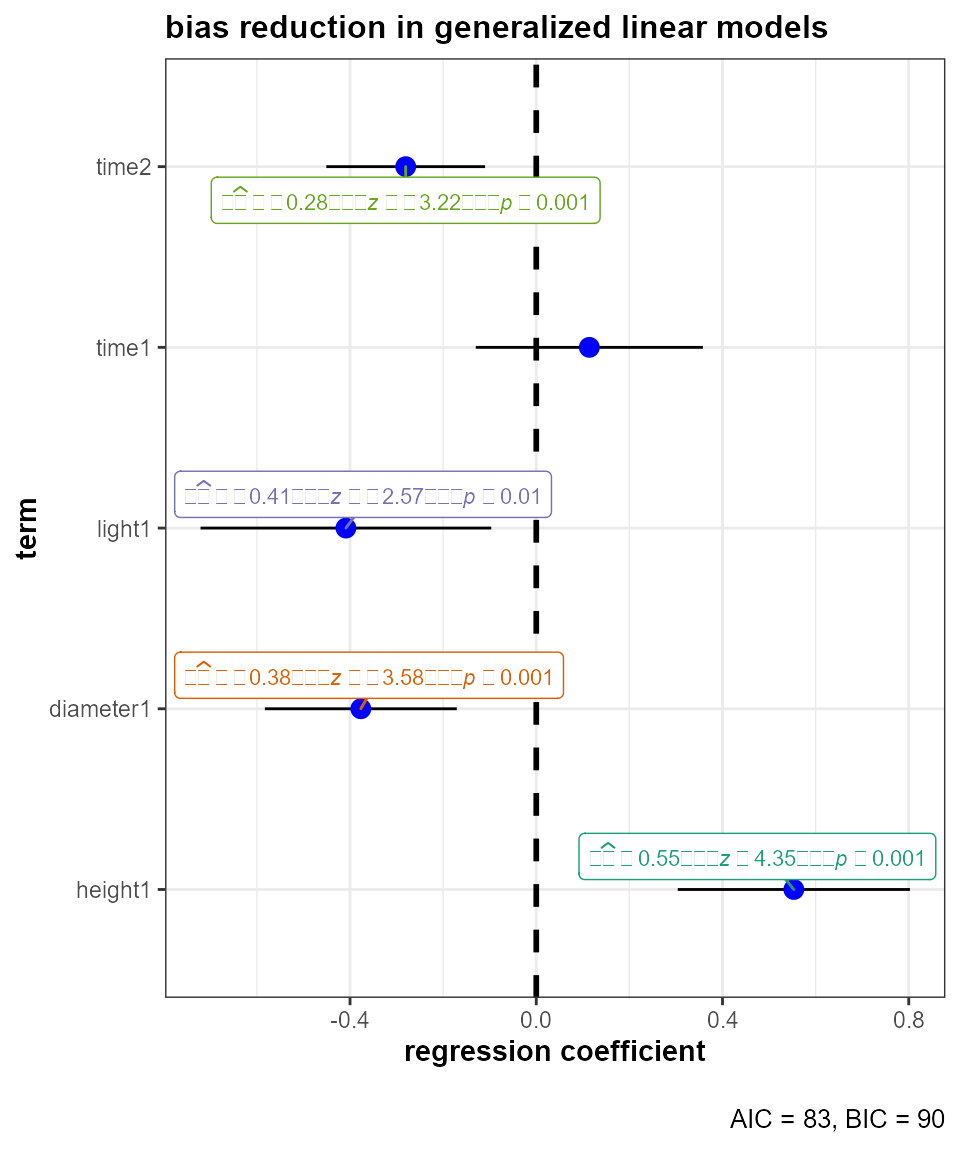 bias reduction in generalized linear models
time2
□□ □ □0.28□□□z □ □3.22□□□p □ 0.001
time1
□□ □ □0.41□□□z □ □2.57□□□p □ 0.01
light1
□□ □ □0.38□□□z □ □3.58□□□p □ 0.001
diameter1
□□ □ 0.55□□□z □ 4.35□□□p □ 0.001
height1
term
-0.4 0.0 0.4 0.8
regression coefficient
AIC = 83, BIC = 90